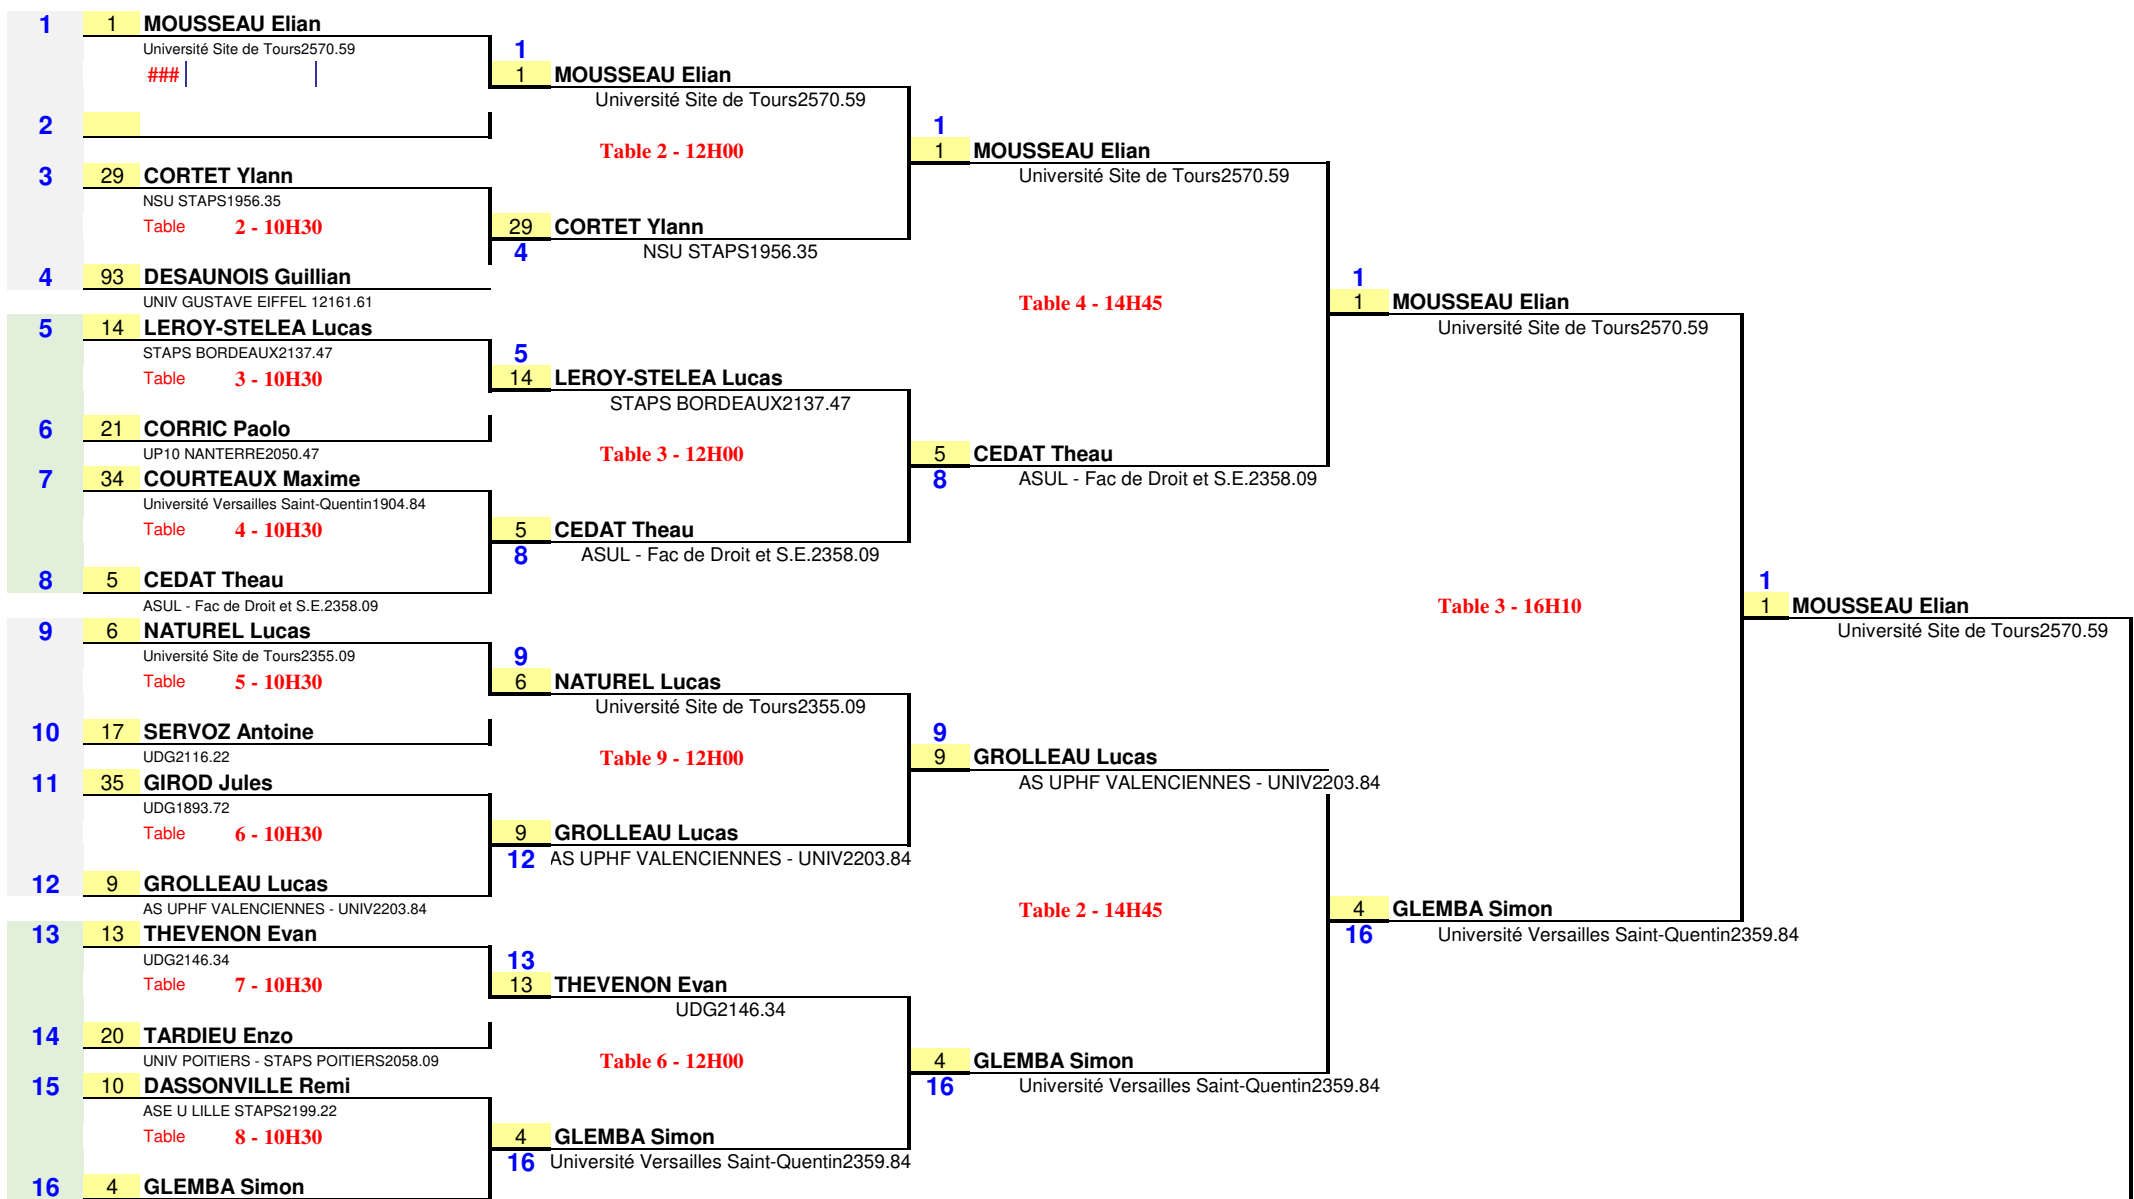 1 1 MOUSSEAU Elian
Université Site de Tours2570.59
###
2
3 29 CORTET Ylann
NSU STAPS1956.35
Table 2 - 10H30
4 93 DESAUNOIS Guillian
UNIV GUSTAVE EIFFEL 12161.61
5 14 LEROY-STELEA Lucas
STAPS BORDEAUX2137.47
Table 3 - 10H30
6 21 CORRIC Paolo
UP10 NANTERRE2050.47
7 34 COURTEAUX Maxime
Université Versailles Saint-Quentin1904.84
Table 4 - 10H30
8 5 CEDAT Theau
ASUL - Fac de Droit et S.E.2358.09
9 6 NATUREL Lucas
Université Site de Tours2355.09
Table 5 - 10H30
10 17 SERVOZ Antoine
UDG2116.22
11 35 GIROD Jules
UDG1893.72
Table 6 - 10H30
12 9 GROLLEAU Lucas
AS UPHF VALENCIENNES - UNIV2203.84
13 13 THEVENON Evan
UDG2146.34
Table 7 - 10H30
14 20 TARDIEU Enzo
UNIV POITIERS - STAPS POITIERS2058.09
15 10 DASSONVILLE Remi
ASE U LILLE STAPS2199.22
Table 8 - 10H30
16 4 GLEMBA Simon
1
1 MOUSSEAU Elian
Université Site de Tours2570.59
Table 2 - 12H00
29 CORTET Ylann
4 NSU STAPS1956.35
5
14 LEROY-STELEA Lucas
STAPS BORDEAUX2137.47
Table 3 - 12H00
5 CEDAT Theau
8 ASUL - Fac de Droit et S.E.2358.09
9
6 NATUREL Lucas
Université Site de Tours2355.09
Table 9 - 12H00
9 GROLLEAU Lucas
12 AS UPHF VALENCIENNES - UNIV2203.84
13
13 THEVENON Evan
UDG2146.34
Table 6 - 12H00
4 GLEMBA Simon
16 Université Versailles Saint-Quentin2359.84
1
1 MOUSSEAU Elian
Université Site de Tours2570.59
Table 4 - 14H45
5 CEDAT Theau
8 ASUL - Fac de Droit et S.E.2358.09
9
9 GROLLEAU Lucas
AS UPHF VALENCIENNES - UNIV2203.84
Table 2 - 14H45
4 GLEMBA Simon
16 Université Versailles Saint-Quentin2359.84
1
1 MOUSSEAU Elian
Université Site de Tours2570.59
Table 3 - 16H10
4 GLEMBA Simon
16 Université Versailles Saint-Quentin2359.84
1
1 MOUSSEAU Elian
Université Site de Tours2570.59